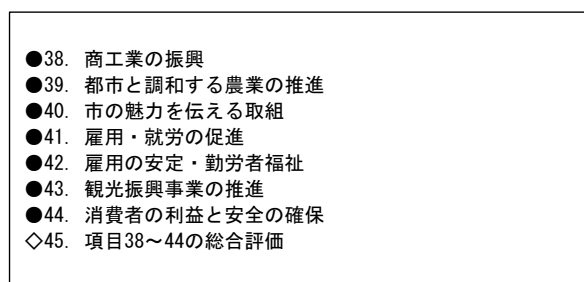 ●38. 商工業の振興
●39. 都市と調和する農業の推進
●40. 市の魅力を伝える取組
●41. 雇用・就労の促進
●42. 雇用の安定・勤労者福祉
●43. 観光振興事業の推進
●44. 消費者の利益と安全の確保
◇45. 項目38～44の総合評価